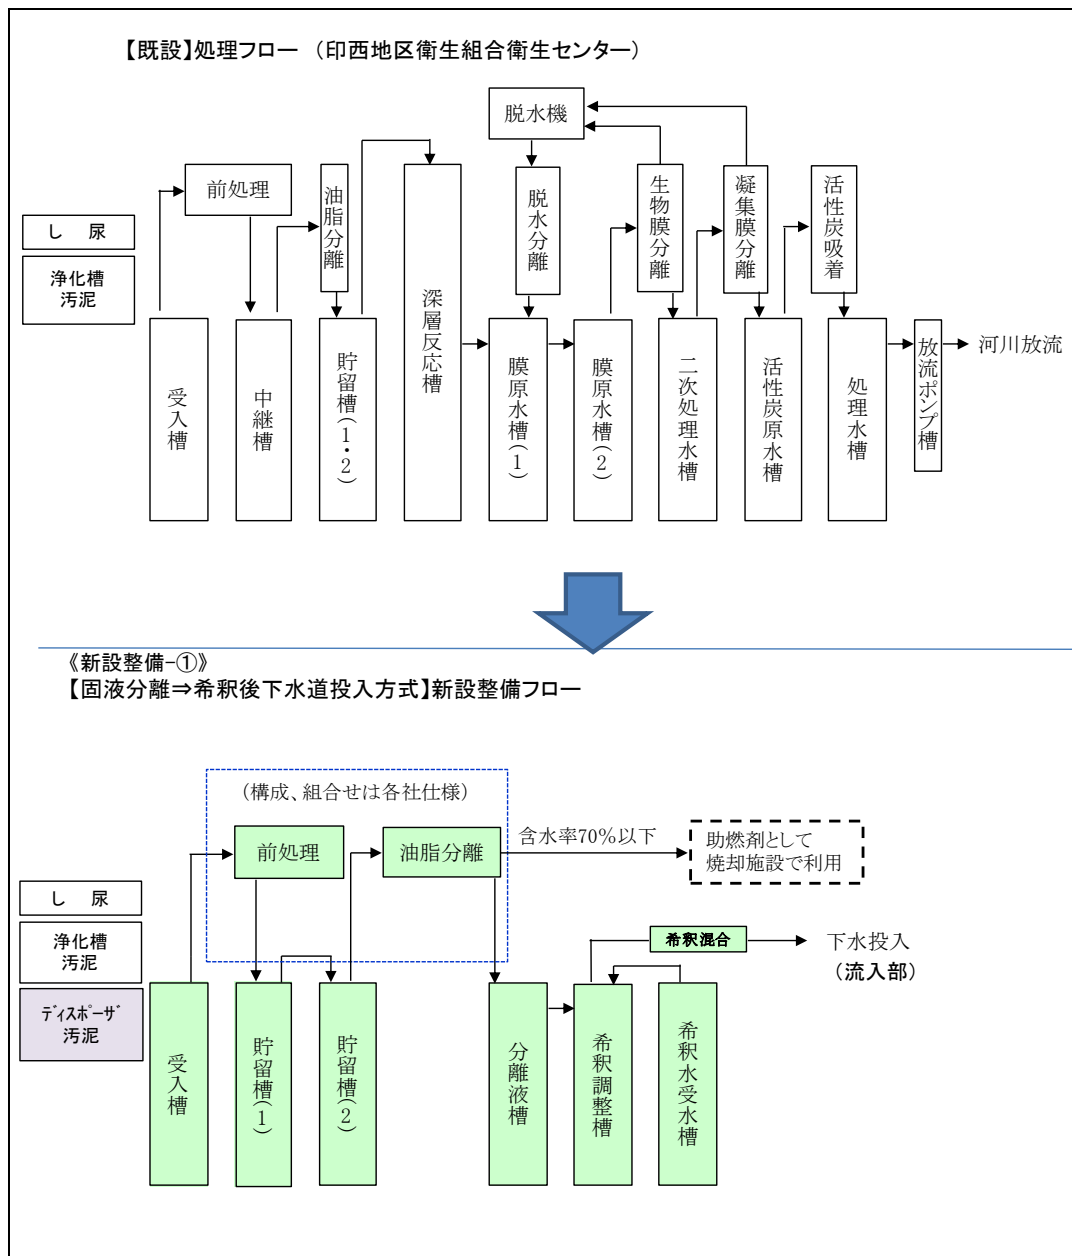 【既設】処理フロー （印西地区衛生組合衛生センター）
脱水機
前処理
油脂分離
脱水分離
生物膜分離
凝集膜分離
活性炭吸着
し 尿
浄化槽
汚泥
受入槽
中継槽
貯留槽(1・2)
深層反応槽
膜原水槽(1)
膜原水槽(2)
二次処理水槽
活性炭原水槽
処理水槽
放流ポンプ槽
河川放流
《新設整備-①》
【固液分離⇒希釈後下水道投入方式】新設整備フロー
（構成、組合せは各社仕様）
前処理
油脂分離
含水率70%以下
助燃剤として
焼却施設で利用
し 尿
浄化槽
汚泥
ディスポーザ
汚泥
希釈混合
下水投入
（流入部）
受入槽
貯留槽(1)
貯留槽(2)
分離液槽
希釈調整槽
希釈水受水槽